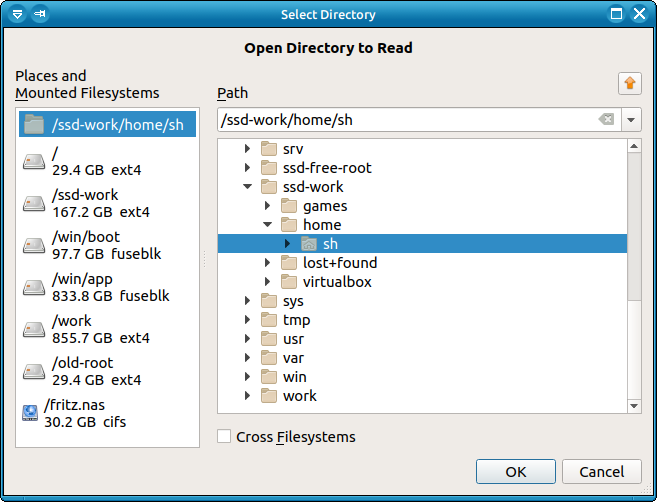 Select Directory
Open Directory to Read
Places and
Mounted Filesystems
/ssd-work/home/sh
/
29.4 GB ext4
/ssd-work
167.2 GB ext4
/win/boot
97.7 GB fuseblk
/win/app
833.8 GB fuseblk
/work
855.7 GB ext4
/old-root
29.4 GB ext4
/fritz.nas
30.2 GB cifs
Path
/ssd-work/home/sh
srv
ssd-free-root
ssd-work
games
home
sh
lost+found
virtualbox
sys
tmp
usr
var
win
work
Cross Filesystems
OK
Cancel